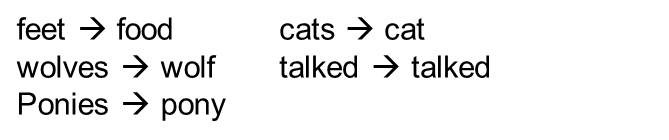 feet → food cats → cat
wolves → wolf talked → talked
Ponies → pony